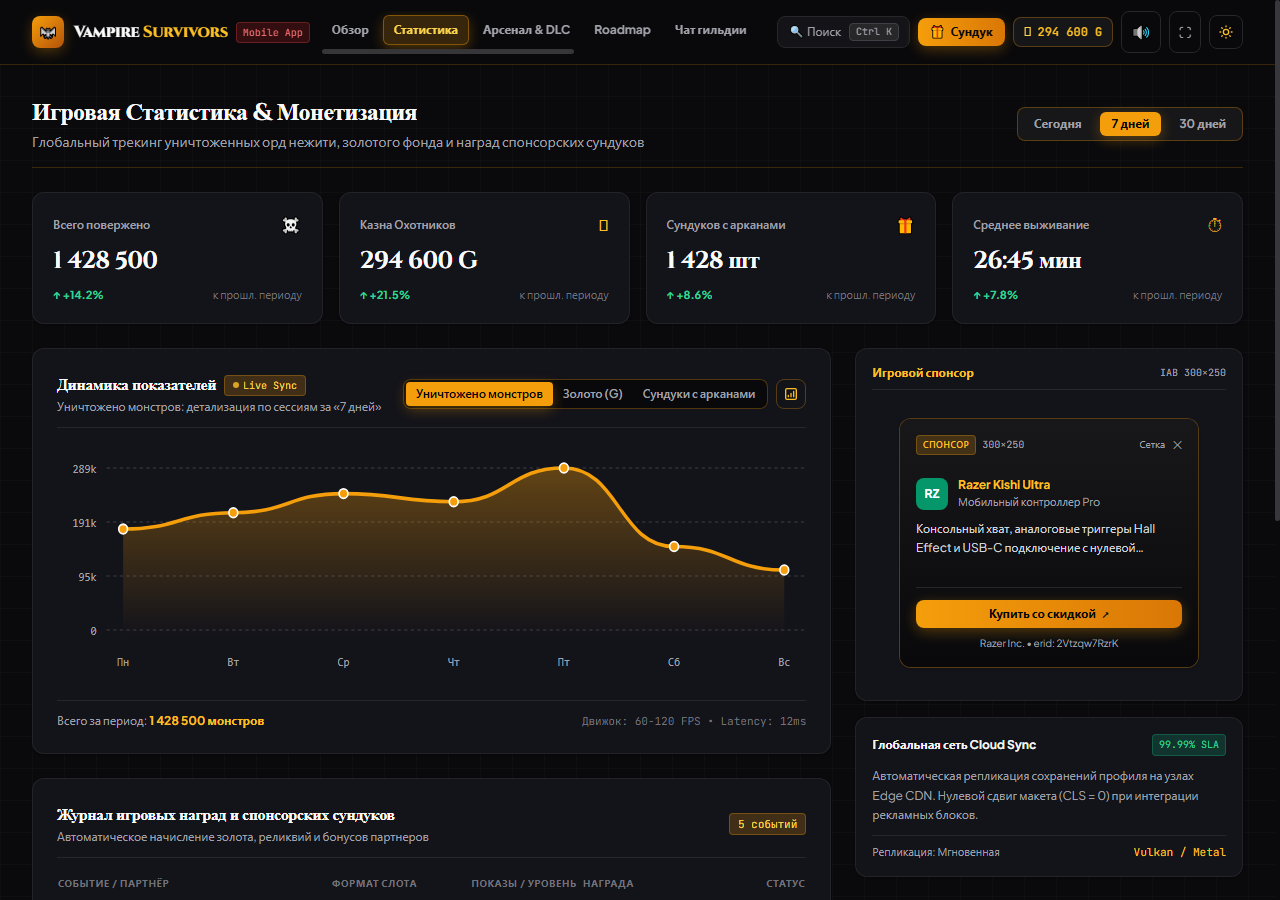 VAMPIRE SURVIVORS
Mobile App
Обзор
Статистика
Арсенал & DLC
Roadmap
Чат гильдии
Поиск
Ctrl K
Сундук
294 600 G
Игровая Статистика & Монетизация
Глобальный трекинг уничтоженных орд нежити, золотого фонда и наград спонсорских сундуков
Сегодня
7 дней
30 дней
Всего повержено
1 428 500
↑ +14.2%
к прошл. периоду
Казна Охотников
294 600 G
↑ +21.5%
к прошл. периоду
Сундуков с арканами
1 428 шт
↑ +8.6%
к прошл. периоду
Среднее выживание
26:45 мин
↑ +7.8%
к прошл. периоду
Динамика показателей
Live Sync
Уничтожено монстров: детализация по сессиям за «7 дней»
Уничтожено монстров
Золото (G)
Сундуки с арканами
289k
191k
95k
0
Пн
Вт
Ср
Чт
Пт
Сб
Вс
Всего за период: 1 428 500 монстров
Движок: 60-120 FPS • Latency: 12ms
Игровой спонсор
IAB 300×250
СПОНСОР
300×250
Сетка
RZ
Razer Kishi Ultra
Мобильный контроллер Pro
Консольный хват, аналоговые триггеры Hall
Effect и USB-C подключение с нулевой…
Купить со скидкой ↗
Razer Inc. • erid: 2Vtzqw7RzrK
Глобальная сеть Cloud Sync
99.99% SLA
Автоматическая репликация сохранений профиля на узлах
Edge CDN. Нулевой сдвиг макета (CLS = 0) при интеграции
рекламных блоков.
Репликация: Мгновенная
Vulkan / Metal
Журнал игровых наград и спонсорских сундуков
Автоматическое начисление золота, реликвий и бонусов партнеров
5 событий
СОБЫТИЕ / ПАРТНЁР
ФОРМАТ СЛОТА
ПОКАЗЫ / УРОВЕНЬ
НАГРАДА
СТАТУС